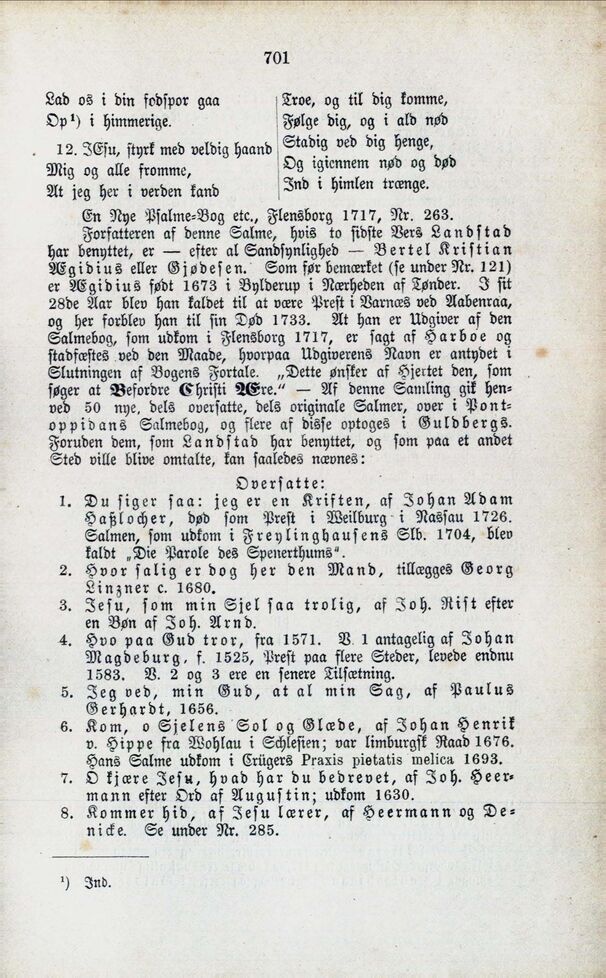 701
Lad os i din fodspor gaa
Op¹) i himmerige.
12. JEsu, styrk med veldig haand
Mig og alle fromme,
At jeg her i verden kand
Troe, og til dig komme,
Følge dig, og i ald nød
Stadig ved dig henge,
Og igiennem nød og død
Ind i himlen trænge.
En Nye Psalme-Bog etc., Flensborg 1717, Nr. 263.
Forfatteren af denne Salme, hvis to sidste Vers Landstad
har benyttet, er — efter al Sandsynlighed — Bertel Kristian
Ægidius eller Gjødesen. Som før bemærket (se under Nr. 121)
er Ægidius født 1673 i Bylderup i Nærheden af Tønder. I sit
28de Aar blev han kaldet til at være Prest i Varnæs ved Aabenraa,
og her forblev han til sin Død 1733. At han er Udgiver af den
Salmebog, som udkom i Flensborg 1717, er sagt af Harboe og
stadfæstes ved den Maade, hvorpaa Udgiverens Navn er antydet i
Slutningen af Bogens Fortale. „Dette ønsker af Hjertet den, som
søger at Befordre Christi Ære.“ — Af denne Samling gik hen-
ved 50 nye, dels oversatte, dels originale Salmer, over i Pont-
oppidans Salmebog, og flere af disse optoges i Guldbergs.
Foruden dem, som Landstad har benyttet, og som paa et andet
Sted ville blive omtalte, kan saaledes nævnes:
Oversatte:
1. Du siger saa: jeg er en Kristen, af Johan Adam
Haßlocher, død som Prest i Weilburg i Nassau 1726.
Salmen, som udkom i Freylinghausens Slb. 1704, blev
kaldt „Die Parole des Spenerthums“.
2. Hvor salig er dog her den Mand, tillægges Georg
Linzner c. 1680.
3. Jesu, som min Sjel saa trolig, af Joh. Rist efter
en Bøn af Joh. Arnd.
4. Hvo paa Gud tror, fra 1571. V. 1 antagelig af Johan
Magdeburg, f. 1525, Prest paa flere Steder, levede endnu
1583. V. 2 og 3 ere en senere Tilsætning.
5. Jeg ved, min Gud, at al min Sag, af Paulus
Gerhardt, 1656.
6. Kom, o Sjelens Sol og Glæde, af Johan Henrik
v. Hippe fra Wohlau i Schlesien; var limburgsk Raad 1676.
Hans Salme udkom i Crügers Praxis pietatis melica 1693.
7. O kjære Jesu, hvad har du bedrevet, af Joh. Heer-
mann efter Ord af Augustin; udkom 1630.
8. Kommer hid, af Jesu lærer, af Heermann og De-
nicke. Se under Nr. 285.
¹) Ind.